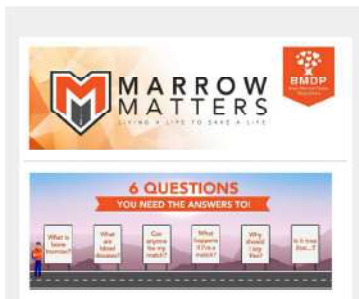 MARROW
MATTERS
LIVING A LIFE TO SAVE A LIFE
BMDP
6 QUESTIONS
YOU NEED THE ANSWERS TO!
What is
bone
marrow?
What
are
blood
diseases?
Can
anyone
be my
match?
What
happens
if I'm a
match?
Why
should
I say
Yes?
Is it true
that...?